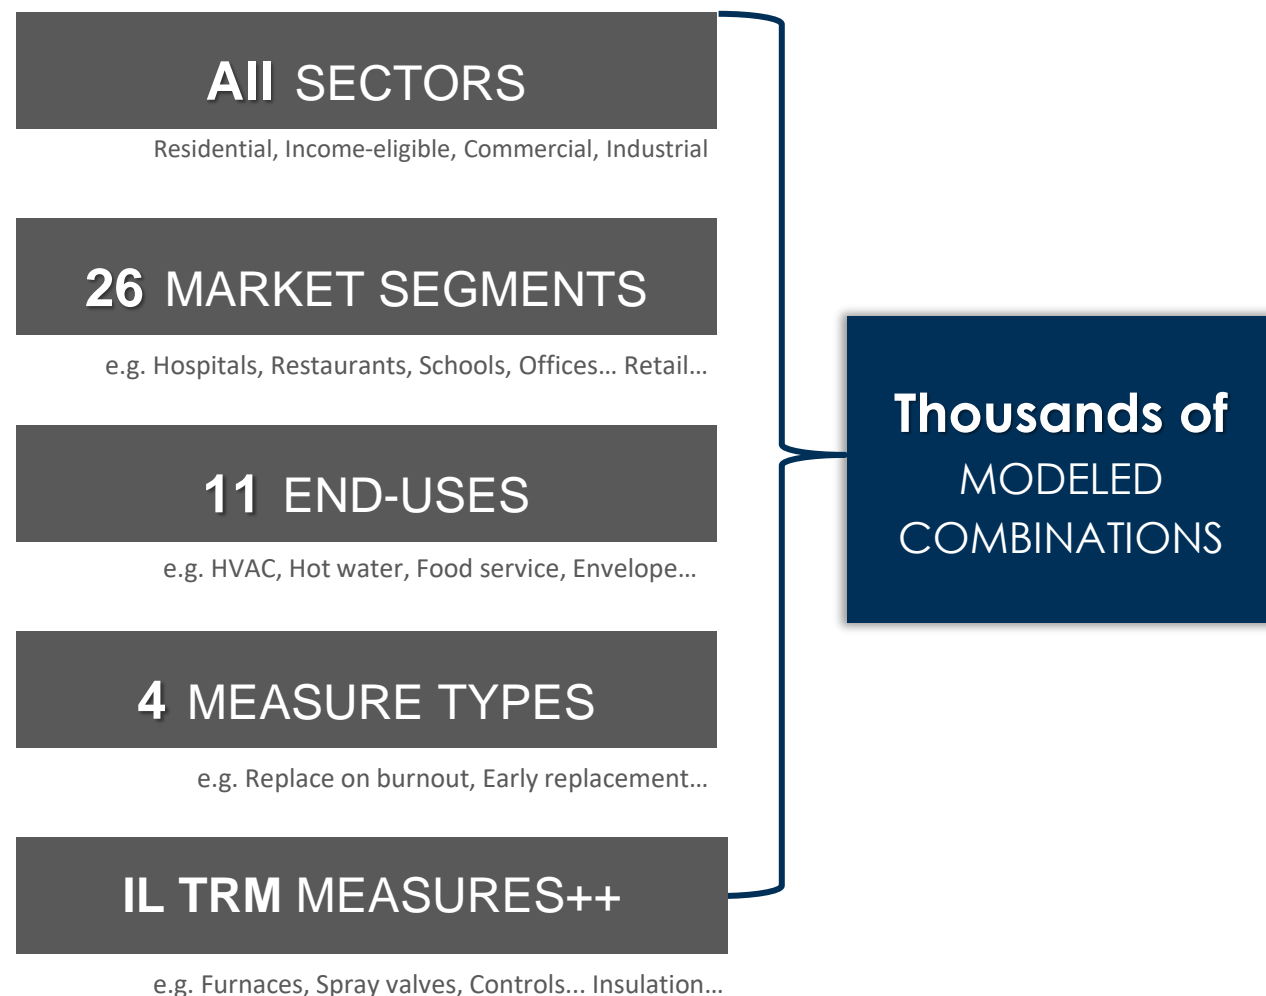 All SECTORS
Residential, Income-eligible, Commercial, Industrial
26 MARKET SEGMENTS
e.g. Hospitals, Restaurants, Schools, Offices… Retail…
11 END-USES
e.g. HVAC, Hot water, Food service, Envelope…
4 MEASURE TYPES
e.g. Replace on burnout, Early replacement…
IL TRM MEASURES++
e.g. Furnaces, Spray valves, Controls... Insulation…
Thousands of
MODELED
COMBINATIONS